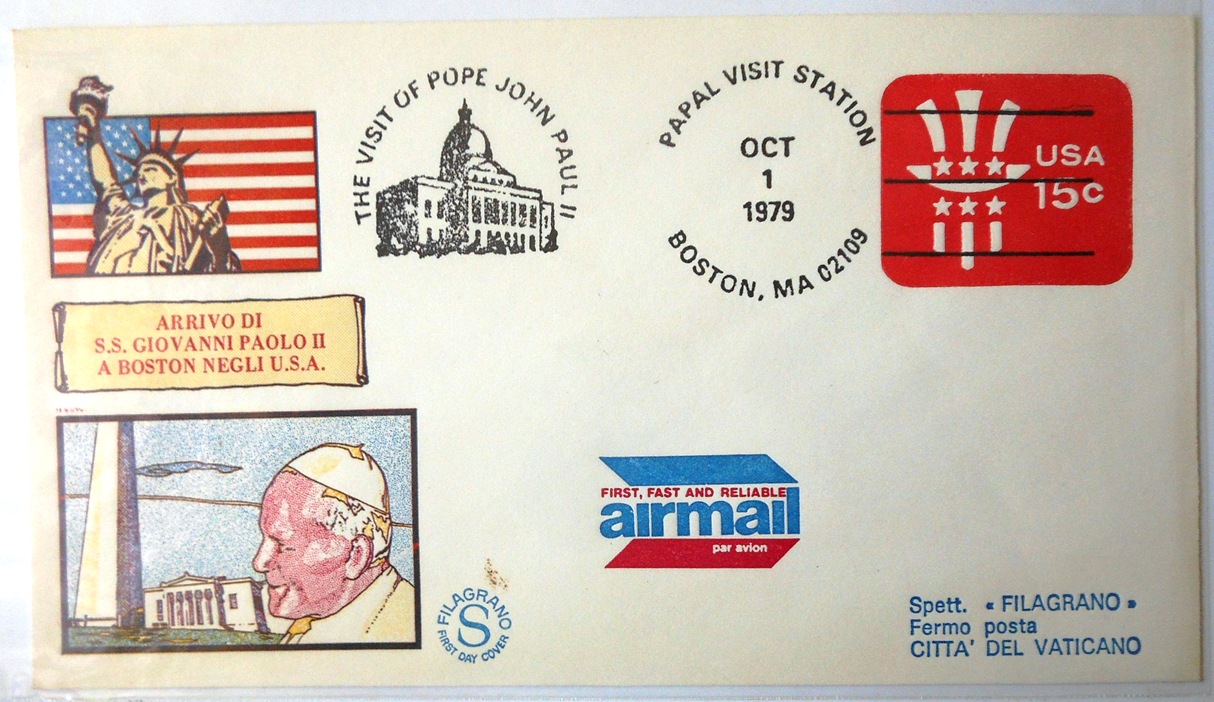 THE VISIT OF POPE JOHN PAUL II
PAPAL VISIT STATION
OCT
1
1979
BOSTON, MA 02109
USA
15c
ARRIVO DI
S.S. GIOVANNI PAOLO II
A BOSTON NEGLI U.S.A.
FIRST, FAST AND RELIABLE
airmail
par avion
FILAGRANO
S
FIRST DAY COVER
Spett. « FILAGRANO »
Fermo posta
CITTA' DEL VATICANO